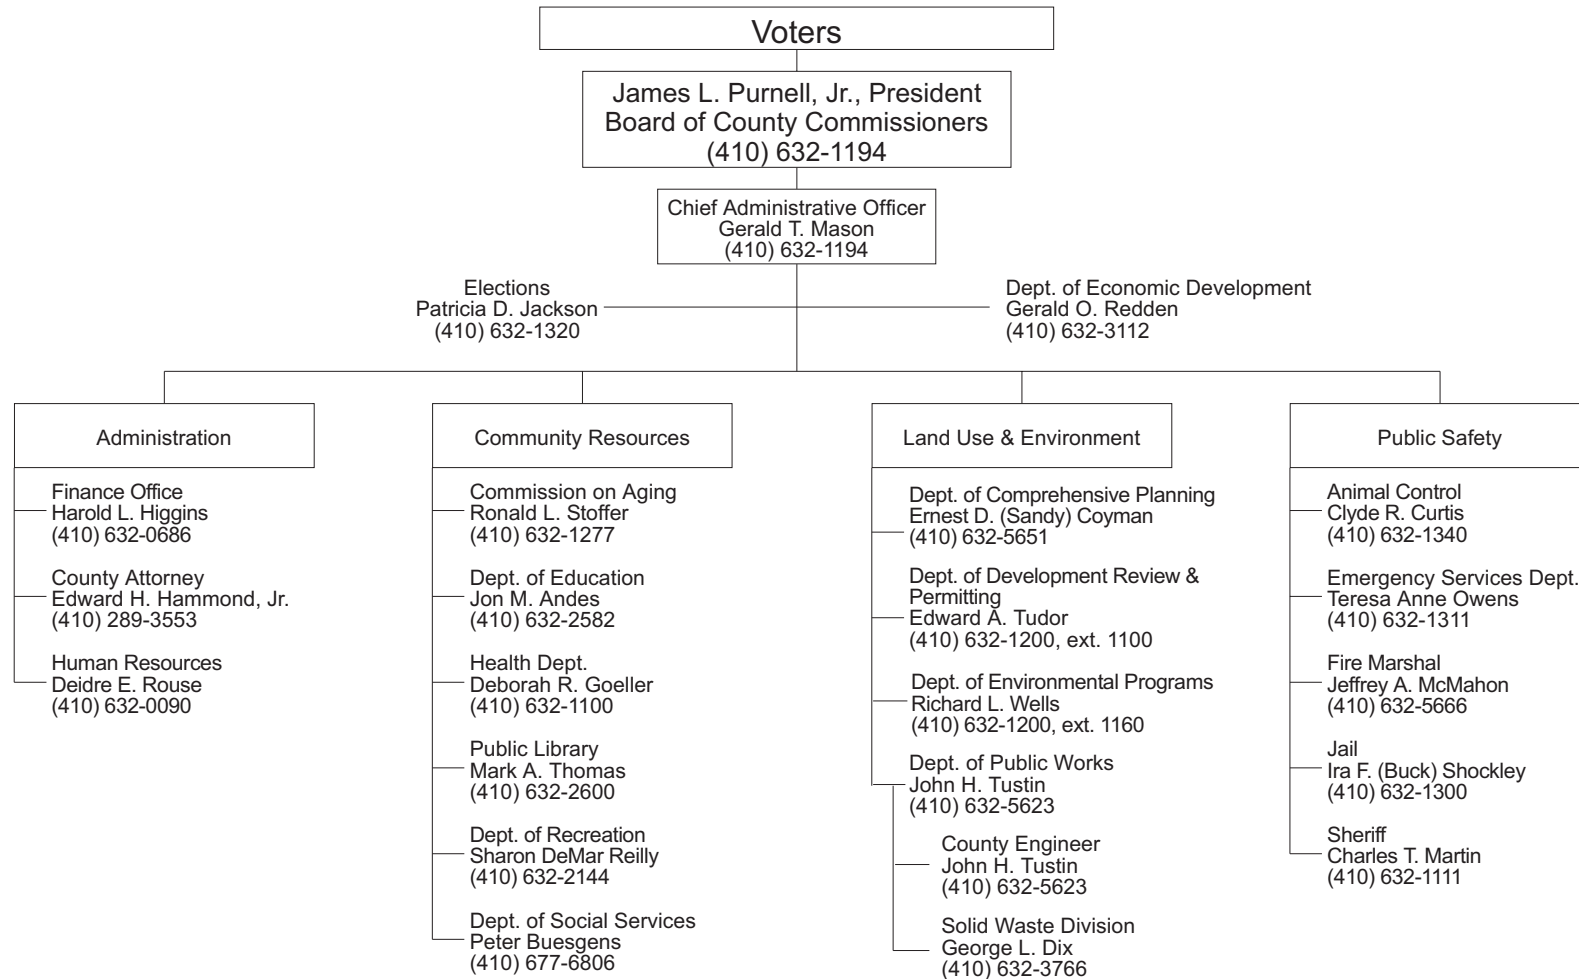 Voters
James L. Purnell, Jr., President
Board of County Commissioners
(410) 632-1194
Chief Administrative Officer
Gerald T. Mason
(410) 632-1194
Elections
Patricia D. Jackson
(410) 632-1320
Dept. of Economic Development
Gerald O. Redden
(410) 632-3112
Administration
Finance Office
Harold L. Higgins
(410) 632-0686
County Attorney
Edward H. Hammond, Jr.
(410) 289-3553
Human Resources
Deidre E. Rouse
(410) 632-0090
Community Resources
Commission on Aging
Ronald L. Stoffer
(410) 632-1277
Dept. of Education
Jon M. Andes
(410) 632-2582
Health Dept.
Deborah R. Goeller
(410) 632-1100
Public Library
Mark A. Thomas
(410) 632-2600
Dept. of Recreation
Sharon DeMar Reilly
(410) 632-2144
Dept. of Social Services
Peter Buesgens
(410) 677-6806
Land Use & Environment
Dept. of Comprehensive Planning
Ernest D. (Sandy) Coyman
(410) 632-5651
Dept. of Development Review &
Permitting
Edward A. Tudor
(410) 632-1200, ext. 1100
Dept. of Environmental Programs
Richard L. Wells
(410) 632-1200, ext. 1160
Dept. of Public Works
John H. Tustin
(410) 632-5623
County Engineer
John H. Tustin
(410) 632-5623
Solid Waste Division
George L. Dix
(410) 632-3766
Public Safety
Animal Control
Clyde R. Curtis
(410) 632-1340
Emergency Services Dept.
Teresa Anne Owens
(410) 632-1311
Fire Marshal
Jeffrey A. McMahon
(410) 632-5666
Jail
Ira F. (Buck) Shockley
(410) 632-1300
Sheriff
Charles T. Martin
(410) 632-1111